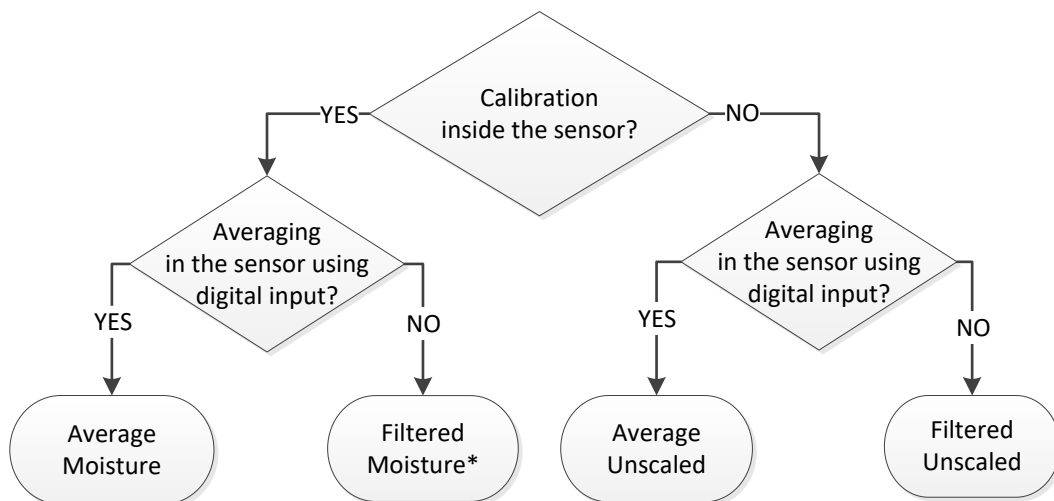 Calibration
inside the sensor?
YES
NO
Averaging
in the sensor using
digital input?
Averaging
in the sensor using
digital input?
YES
NO
YES
NO
Average
Moisture
Filtered
Moisture*
Average
Unscaled
Filtered
Unscaled